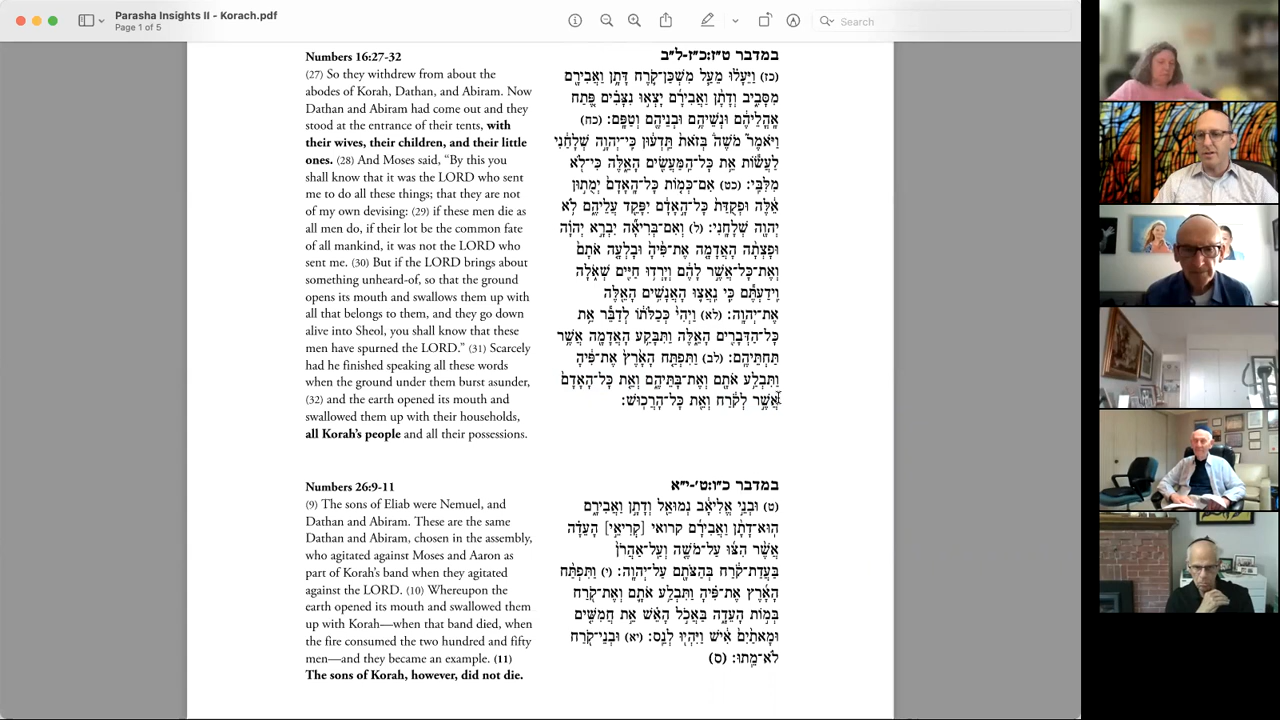 Parasha Insights II - Korach.pdf
Page 1 of 5
Search
Numbers 16:27-32
(27) So they withdrew from about the
abodes of Korah, Dathan, and Abiram. Now
Dathan and Abiram had come out and they
stood at the entrance of their tents, with
their wives, their children, and their little
ones. (28) And Moses said, “By this you
shall know that it was the LORD who sent
me to do all these things; that they are not
of my own devising: (29) if these men die as
all men do, if their lot be the common fate
of all mankind, it was not the LORD who
sent me. (30) But if the LORD brings about
something unheard-of, so that the ground
opens its mouth and swallows them up with
all that belongs to them, and they go down
alive into Sheol, you shall know that these
men have spurned the LORD.” (31) Scarcely
had he finished speaking all these words
when the ground under them burst asunder,
(32) and the earth opened its mouth and
swallowed them up with their households,
all Korah’s people and all their possessions.
במדבר ט״ז:כ״ז-ל״ב
(כז) וַיֵּעָל֗וּ מֵעַ֧ל מִשְׁכַּן־קֹ֛רַח דָּתָ֥ן וַאֲבִירָ֖ם
מִסָּבִ֑יב וְדָתָ֨ן וַאֲבִירָ֜ם יָצְא֣וּ נִצָּבִ֗ים פֶּ֚תַח
אׇֽהֳלֵיהֶ֔ם וּנְשֵׁיהֶ֥ם וּבְנֵיהֶ֖ם וְטַפָּֽם׃ (כח)
וַיֹּאמֶר֮ מֹשֶׁה֒ בְּזֹאת֙ תֵּֽדְע֔וּן כִּֽי־יְהֹוָ֣ה שְׁלָחַ֔נִי
לַעֲשׂ֕וֹת אֵ֥ת כׇּל־הַֽמַּעֲשִׂ֖ים הָאֵ֑לֶּה כִּי־לֹ֖א
מִלִּבִּֽי׃ (כט) אִם־כְּמ֤וֹת כׇּל־הָֽאָדָם֙ יְמֻת֣וּן
אֵ֔לֶּה וּפְקֻדַּת֙ כׇּל־הָ֣אָדָ֔ם יִפָּקֵ֖ד עֲלֵיהֶ֑ם לֹ֥א
יְהֹוָ֖ה שְׁלָחָֽנִי׃ (ל) וְאִם־בְּרִיאָ֞ה יִבְרָ֣א יְהֹוָ֗ה
וּפָצְתָ֨ה הָאֲדָמָ֤ה אֶת־פִּ֙יהָ֙ וּבָלְעָ֤ה אֹתָם֙
וְאֶת־כׇּל־אֲשֶׁ֣ר לָהֶ֔ם וְיָרְד֥וּ חַיִּ֖ים שְׁאֹ֑לָה
וִֽידַעְתֶּ֕ם כִּ֧י נִֽאֲצ֛וּ הָאֲנָשִׁ֥ים הָאֵ֖לֶּה
אֶת־יְהֹוָֽה׃ (לא) וַיְהִי֙ כְּכַלֹּת֔וֹ לְדַבֵּ֕ר אֵ֥ת
כׇּל־הַדְּבָרִ֖ים הָאֵ֑לֶּה וַתִּבָּקַ֥ע הָאֲדָמָ֖ה אֲשֶׁ֥ר
תַּחְתֵּיהֶֽם׃ (לב) וַתִּפְתַּ֤ח הָאָ֙רֶץ֙ אֶת־פִּ֔יהָ
וַתִּבְלַ֥ע אֹתָ֖ם וְאֶת־בָּתֵּיהֶ֑ם וְאֵ֤ת כׇּל־הָאָדָם֙
אֲשֶׁ֣ר לְקֹ֔רַח וְאֵ֖ת כׇּל־הָרְכֽוּשׁ׃
Numbers 26:9-11
(9) The sons of Eliab were Nemuel, and
Dathan and Abiram. These are the same
Dathan and Abiram, chosen in the assembly,
who agitated against Moses and Aaron as
part of Korah’s band when they agitated
against the LORD. (10) Whereupon the
earth opened its mouth and swallowed them
up with Korah—when that band died, when
the fire consumed the two hundred and fifty
men—and they became an example. (11)
The sons of Korah, however, did not die.
במדבר כ״ו:ט׳-י״א
(ט) וּבְנֵ֣י אֱלִיאָ֔ב נְמוּאֵ֖ל וְדָתָ֣ן וַאֲבִירָ֑ם
הֽוּא־דָתָ֨ן וַאֲבִירָ֜ם קרואי [קְרִיאֵ֣י] הָעֵדָ֗ה
אֲשֶׁ֨ר הִצּ֜וּ עַל־מֹשֶׁ֤ה וְעַֽל־אַהֲרֹן֙
בַּעֲדַת־קֹ֔רַח בְּהַצֹּתָ֖ם עַל־יְהֹוָֽה׃ (י) וַתִּפְתַּ֨ח
הָאָ֜רֶץ אֶת־פִּ֗יהָ וַתִּבְלַ֥ע אֹתָ֛ם וְאֶת־קֹ֖רַח
בְּמ֣וֹת הָעֵדָ֑ה בַּאֲכֹ֣ל הָאֵ֗שׁ אֵ֣ת חֲמִשִּׁ֤ים
וּמָאתַ֙יִם֙ אִ֔ישׁ וַיִּהְי֖וּ לְנֵֽס׃ (יא) וּבְנֵי־קֹ֖רַח
לֹא־מֵֽתוּ׃ (ס)